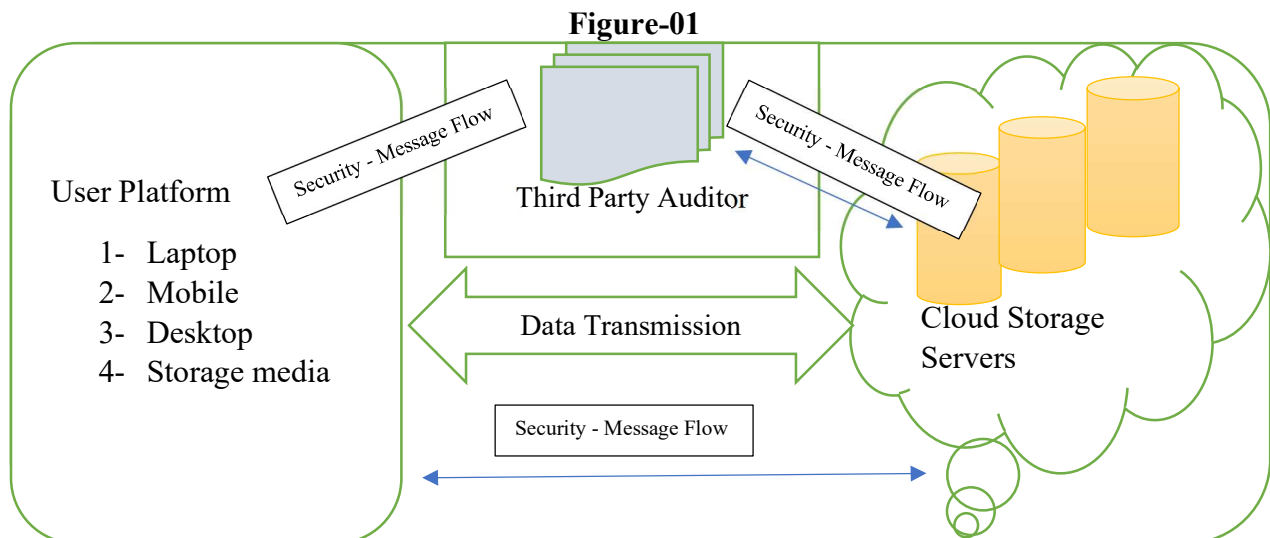 Figure-01
Security - Message Flow
Security - Message Flow
User Platform
Third Party Auditor
1- Laptop
2- Mobile
3- Desktop
4- Storage media
Data Transmission
Cloud Storage
Servers
Security - Message Flow